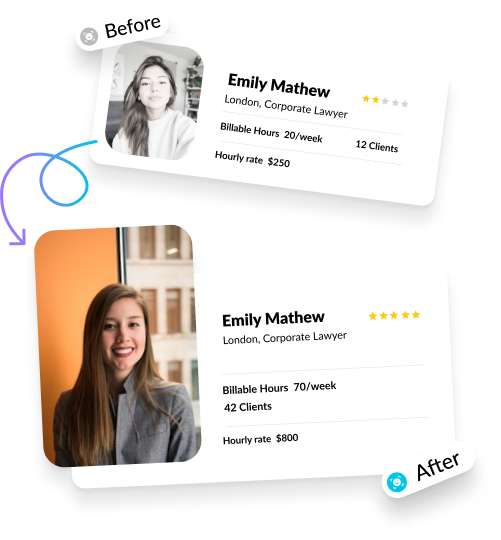 Before
Emily Mathew
London, Corporate Lawyer
Billable Hours 20/week 12 Clients
Hourly rate $250
Emily Mathew
London, Corporate Lawyer
Billable Hours 70/week
42 Clients
Hourly rate $800
After